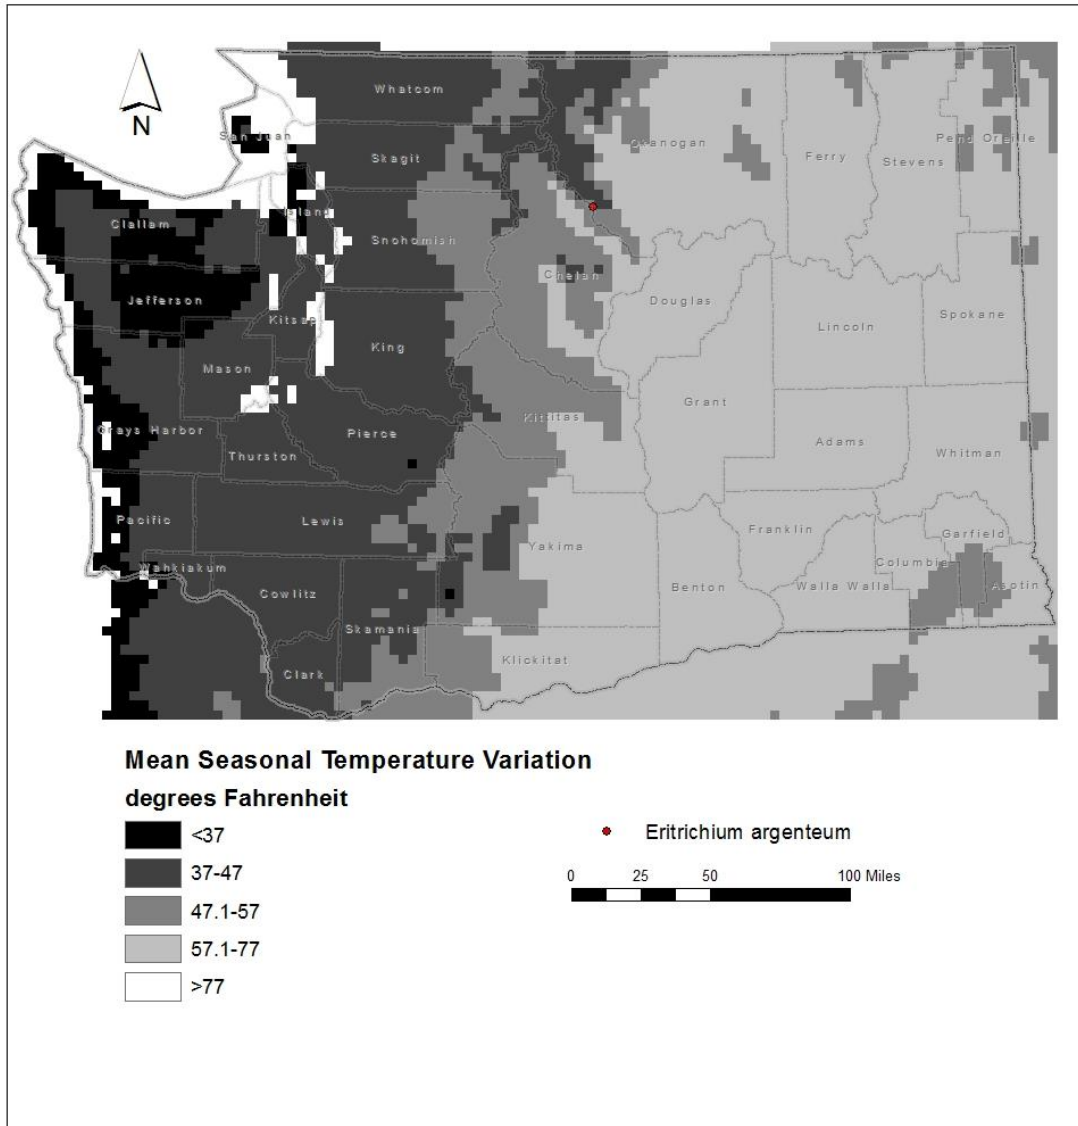 N
Whatcom
San Juan
Skagit
Okanogan
Ferry
Stevens
Pend Oreille
Island
Clallam
Snohomish
Chelan
Jefferson
Douglas
Kitsap
Lincoln
Spokane
King
Mason
Grant
Kittitas
Grays Harbor
Pierce
Adams
Thurston
Whitman
Pacific
Lewis
Franklin
Garfield
Yakima
Columbia
Wahkiakum
Benton
Walla Walla
Asotin
Cowlitz
Skamania
Klickitat
Clark
Mean Seasonal Temperature Variation
degrees Fahrenheit
<37
37-47
47.1-57
57.1-77
>77
Eritrichium argenteum
0 25 50 100 Miles